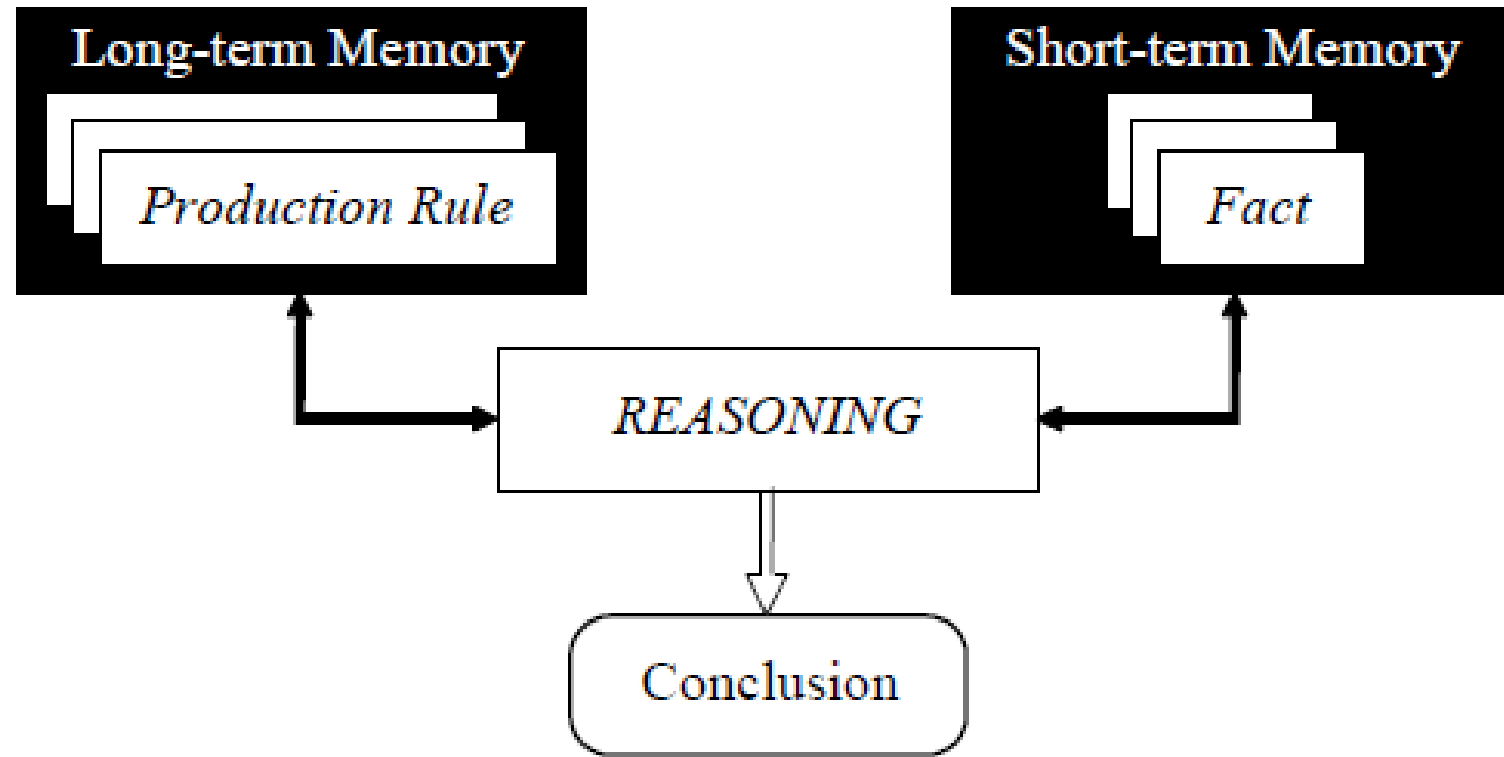 Long-term Memory
Production Rule
Short-term Memory
Fact
REASONING
Conclusion